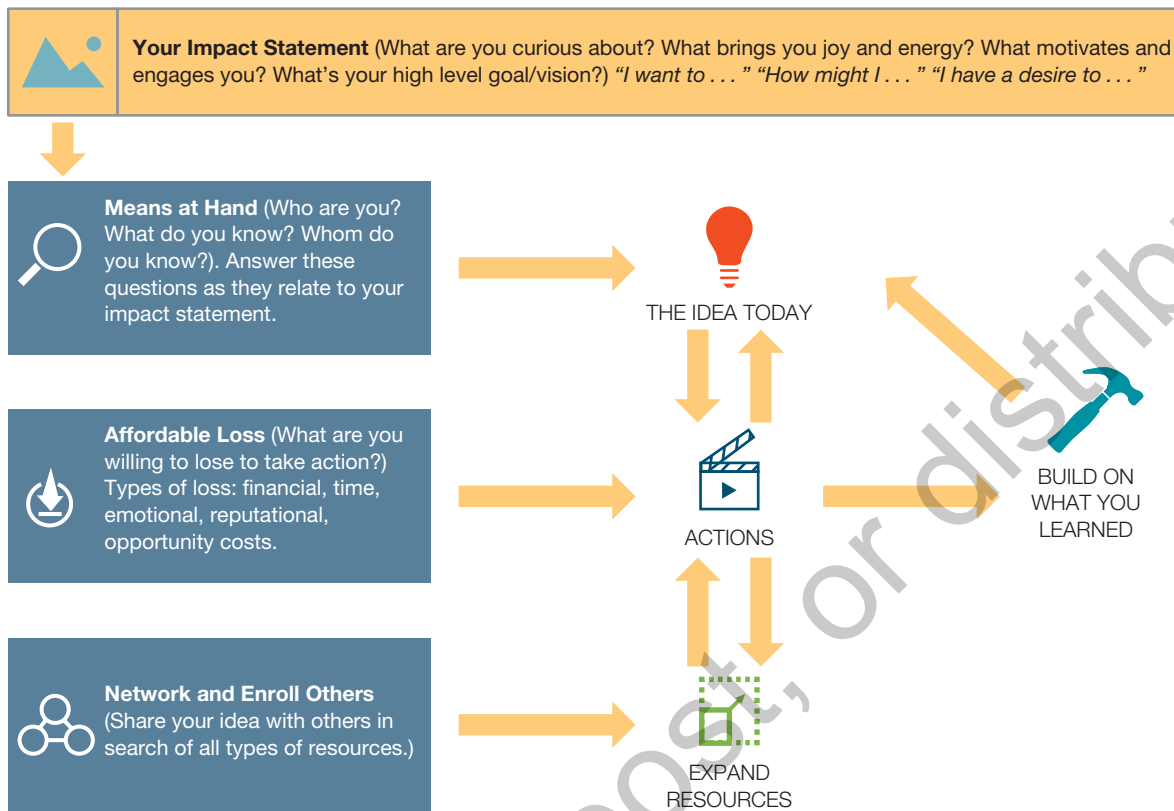 Your Impact Statement (What are you curious about? What brings you joy and energy? What motivates and
engages you? What’s your high level goal/vision?) “I want to . . . ” “How might I . . . ” “I have a desire to . . . ”
Means at Hand (Who are you?
What do you know? Whom do
you know?). Answer these
questions as they relate to your
impact statement.
THE IDEA TODAY
Affordable Loss (What are you
willing to lose to take action?)
Types of loss: financial, time,
emotional, reputational,
opportunity costs.
ACTIONS
BUILD ON
WHAT YOU
LEARNED
Network and Enroll Others
(Share your idea with others in
search of all types of resources.)
EXPAND
RESOURCES
post, or distrib